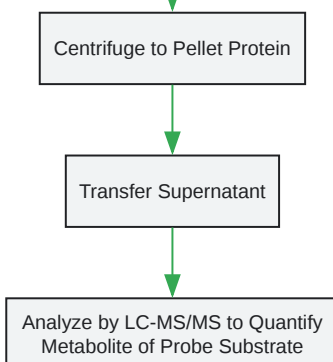 Centrifuge to Pellet Protein
Transfer Supernatant
Analyze by LC-MS/MS to Quantify
Metabolite of Probe Substrate